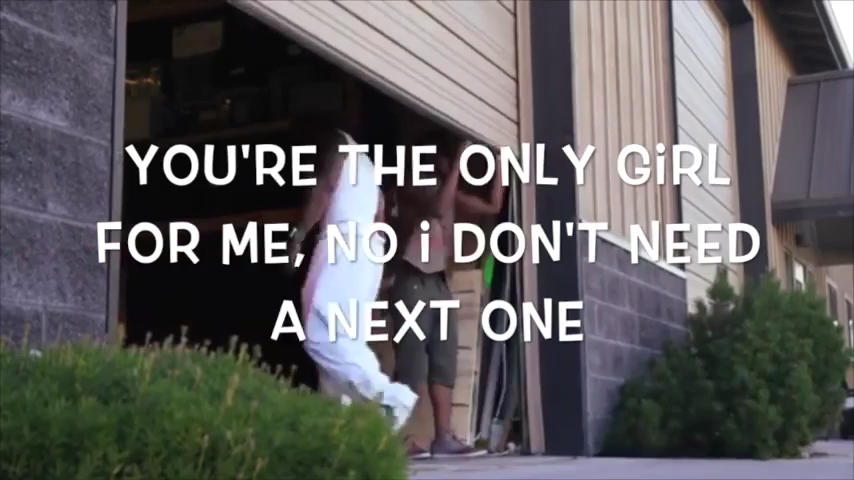 YOU'RE THE ONLY GiRL
FOR ME, NO i DON'T NEED
A NEXT ONE